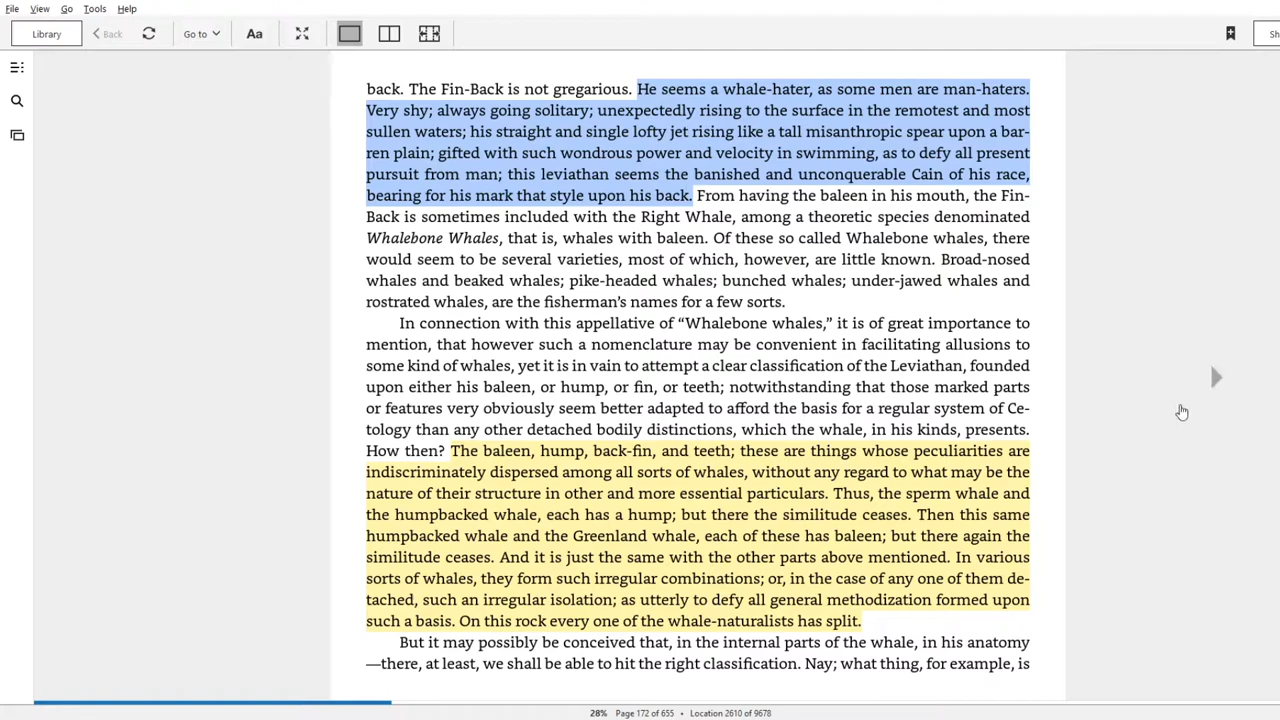 File View Go Tools Help
Library Back Go to Aa
back. The Fin-Back is not gregarious. He seems a whale-hater, as some men are man-haters.
Very shy; always going solitary; unexpectedly rising to the surface in the remotest and most
sullen waters; his straight and single lofty jet rising like a tall misanthropic spear upon a bar-
ren plain; gifted with such wondrous power and velocity in swimming, as to defy all present
pursuit from man; this leviathan seems the banished and unconquerable Cain of his race,
bearing for his mark that style upon his back. From having the baleen in his mouth, the Fin-
Back is sometimes included with the Right Whale, among a theoretic species denominated
Whalebone Whales, that is, whales with baleen. Of these so called Whalebone whales, there
would seem to be several varieties, most of which, however, are little known. Broad-nosed
whales and beaked whales; pike-headed whales; bunched whales; under-jawed whales and
rostrated whales, are the fisherman’s names for a few sorts.
In connection with this appellative of “Whalebone whales,” it is of great importance to
mention, that however such a nomenclature may be convenient in facilitating allusions to
some kind of whales, yet it is in vain to attempt a clear classification of the Leviathan, founded
upon either his baleen, or hump, or fin, or teeth; notwithstanding that those marked parts
or features very obviously seem better adapted to afford the basis for a regular system of Ce-
tology than any other detached bodily distinctions, which the whale, in his kinds, presents.
How then? The baleen, hump, back-fin, and teeth; these are things whose peculiarities are
indiscriminately dispersed among all sorts of whales, without any regard to what may be the
nature of their structure in other and more essential particulars. Thus, the sperm whale and
the humpbacked whale, each has a hump; but there the similitude ceases. Then this same
humpbacked whale and the Greenland whale, each of these has baleen; but there again the
similitude ceases. And it is just the same with the other parts above mentioned. In various
sorts of whales, they form such irregular combinations; or, in the case of any one of them de-
tached, such an irregular isolation; as utterly to defy all general methodization formed upon
such a basis. On this rock every one of the whale-naturalists has split.
But it may possibly be conceived that, in the internal parts of the whale, in his anatomy
—there, at least, we shall be able to hit the right classification. Nay; what thing, for example, is
28% Page 172 of 655 • Location 2610 of 9678